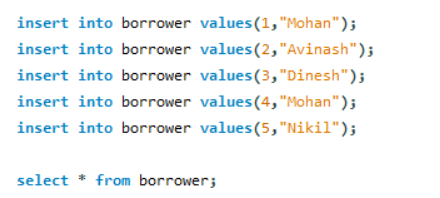 insert into borrower values(1,"Mohan");
insert into borrower values(2,"Avinash");
insert into borrower values(3,"Dinesh");
insert into borrower values(4,"Mohan");
insert into borrower values(5,"Nikil");
select * from borrower;